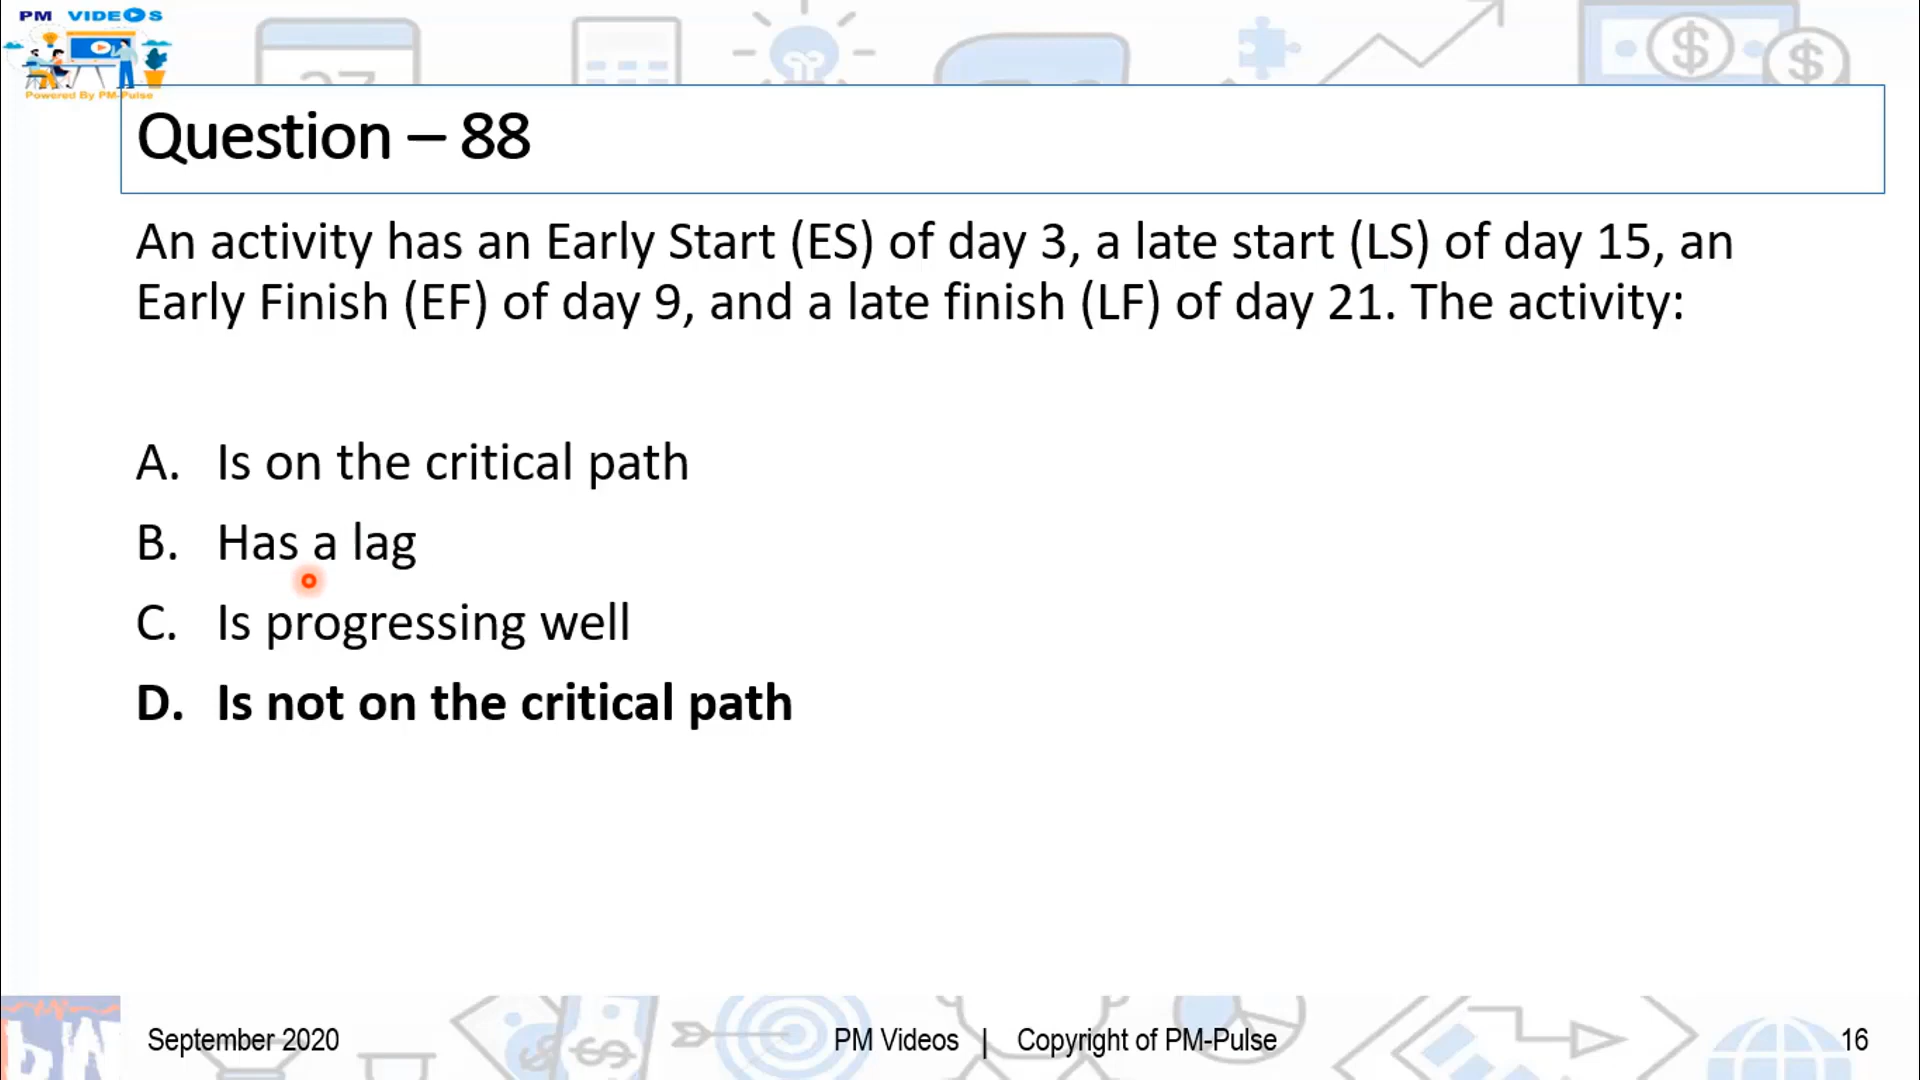 PM VIDEOS
Powered By PM-Pulse
27
Question – 88
An activity has an Early Start (ES) of day 3, a late start (LS) of day 15, an
Early Finish (EF) of day 9, and a late finish (LF) of day 21. The activity:
A. Is on the critical path
B. Has a lag
C. Is progressing well
D. Is not on the critical path
September 2020
PM Videos | Copyright of PM-Pulse
16